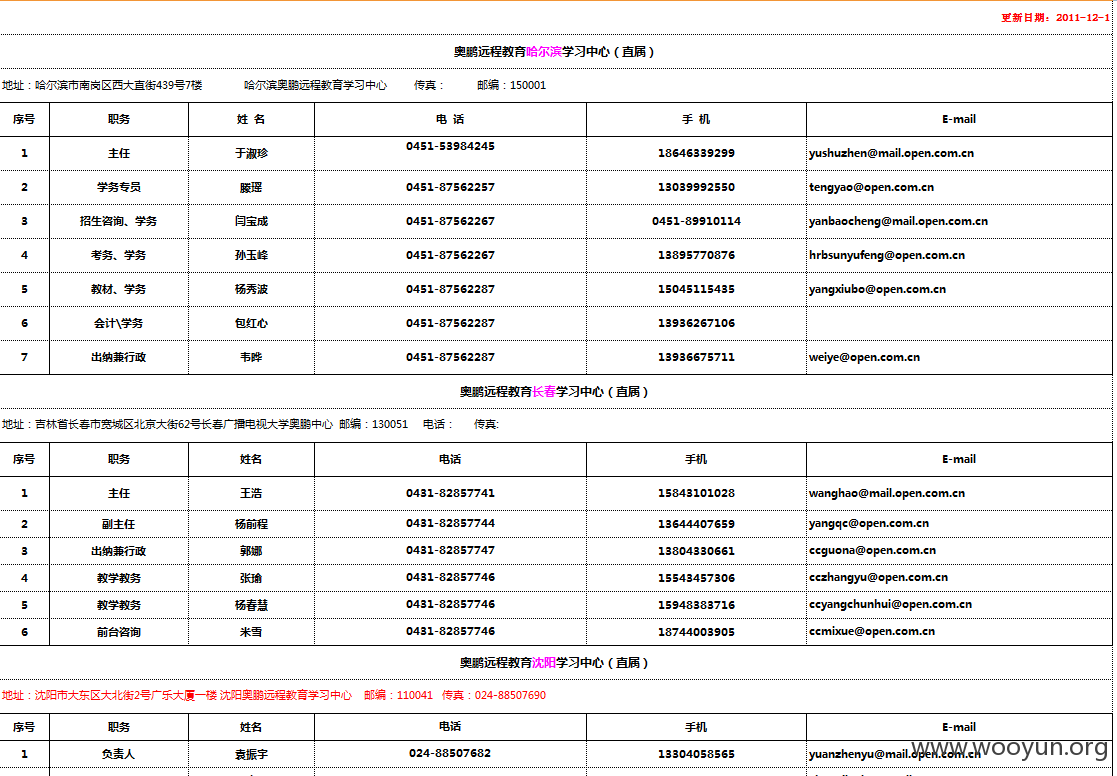 更新日期：2011-12-1
奥鹏远程教育哈尔滨学习中心（直属）
地址：哈尔滨市南岗区西大直街439号7楼 哈尔滨奥鹏远程教育学习中心 传真： 邮编：150001
序号 职务 姓 名 电 话 手 机 E-mail
1 主任 于淑珍 0451-53984245 18646339299 yushuzhen@mail.open.com.cn
2 学务专员 滕瑶 0451-87562257 13039992550 tengyao@open.com.cn
3 招生咨询、学务 闫宝成 0451-87562267 0451-89910114 yanbaocheng@mail.open.com.cn
4 考务、学务 孙玉峰 0451-87562267 13895770876 hrbsunyufeng@open.com.cn
5 教材、学务 杨秀波 0451-87562287 15045115435 yangxiubo@open.com.cn
6 会计\学务 包红心 0451-87562287 13936267106
7 出纳兼行政 韦晔 0451-87562287 13936675711 weiye@open.com.cn
奥鹏远程教育长春学习中心（直属）
地址：吉林省长春市宽城区北京大街62号长春广播电视大学奥鹏中心 邮编：130051 电话： 传真:
序号 职务 姓名 电话 手机 E-mail
1 主任 王浩 0431-82857741 15843101028 wanghao@mail.open.com.cn
2 副主任 杨前程 0431-82857744 13644407659 yangqc@open.com.cn
3 出纳兼行政 郭娜 0431-82857747 13804330661 ccguona@open.com.cn
4 教学教务 张瑜 0431-82857746 15543457306 cczhangyu@open.com.cn
5 教学教务 杨春慧 0431-82857746 15948383716 ccyangchunhui@open.com.cn
6 前台咨询 米雪 0431-82857746 18744003905 ccmixue@open.com.cn
奥鹏远程教育沈阳学习中心（直属）
地址：沈阳市大东区大北街2号广乐大厦一楼 沈阳奥鹏远程教育学习中心 邮编：110041 传真：024-88507690
序号 职务 姓名 电话 手机 E-mail
1 负责人 袁振宇 024-88507682 13304058565 yuanzhenyu@mail.open.com.cn
www.wooyun.org